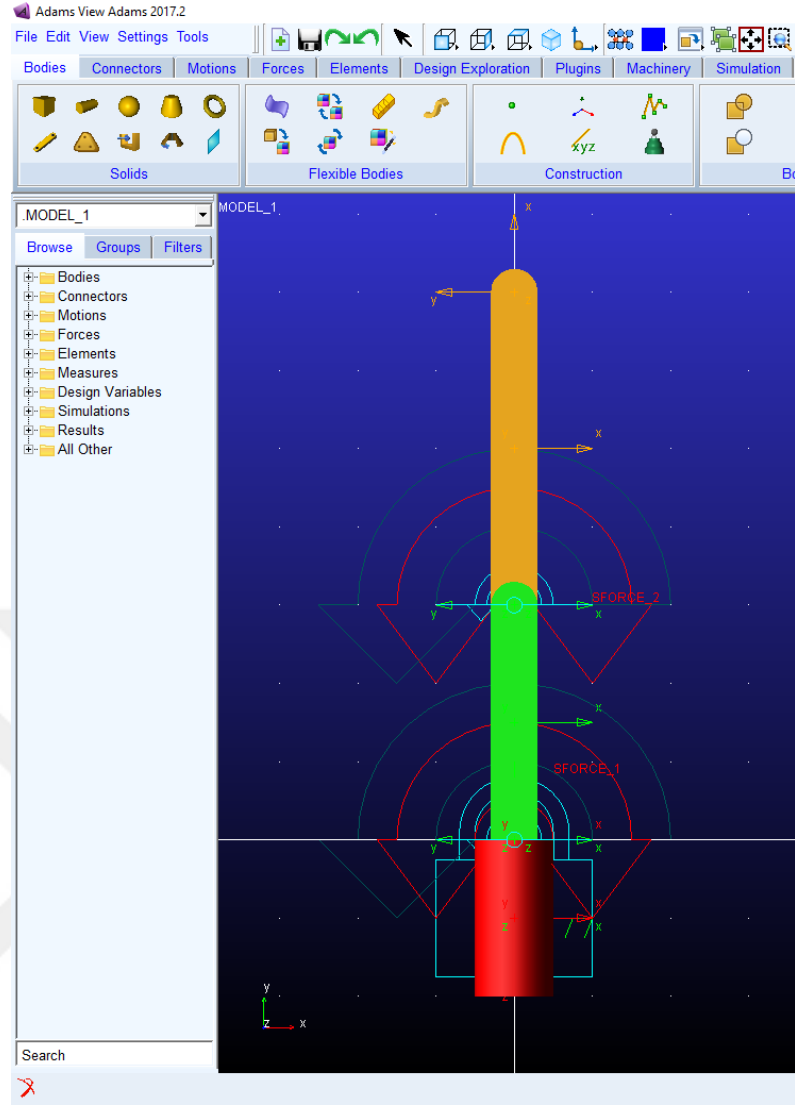 Adams View Adams 2017.2
File Edit View Settings Tools
Bodies Connectors Motions Forces Elements Design Exploration Plugins Machinery Simulation
xyz
Solids Flexible Bodies Construction Bo
.MODEL_1
MODEL_1
x
Browse Groups Filters
Bodies
Connectors
Motions
Forces
Elements
Measures
Design Variables
Simulations
Results
All Other
y z
x
SFORCE_2
y x
x
SFORCE_1
y x
y z z x
y x
z x
z
y
z x
Search